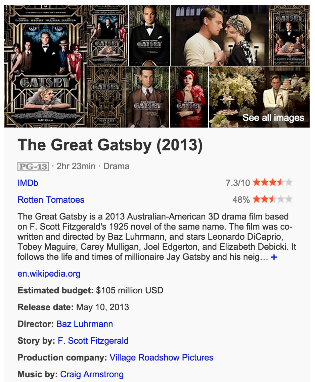 GATSBY
GATSBY
GATSBY
See all images
The Great Gatsby (2013)
PG-13 · 2hr 23min · Drama
IMDb 7.3/10
Rotten Tomatoes 48%
The Great Gatsby is a 2013 Australian-American 3D drama film based
on F. Scott Fitzgerald's 1925 novel of the same name. The film was co-
written and directed by Baz Luhrmann, and stars Leonardo DiCaprio,
Tobey Maguire, Carey Mulligan, Joel Edgerton, and Elizabeth Debicki. It
follows the life and times of millionaire Jay Gatsby and his neig… +
en.wikipedia.org
Estimated budget: $105 million USD
Release date: May 10, 2013
Director: Baz Luhrmann
Story by: F. Scott Fitzgerald
Production company: Village Roadshow Pictures
Music by: Craig Armstrong